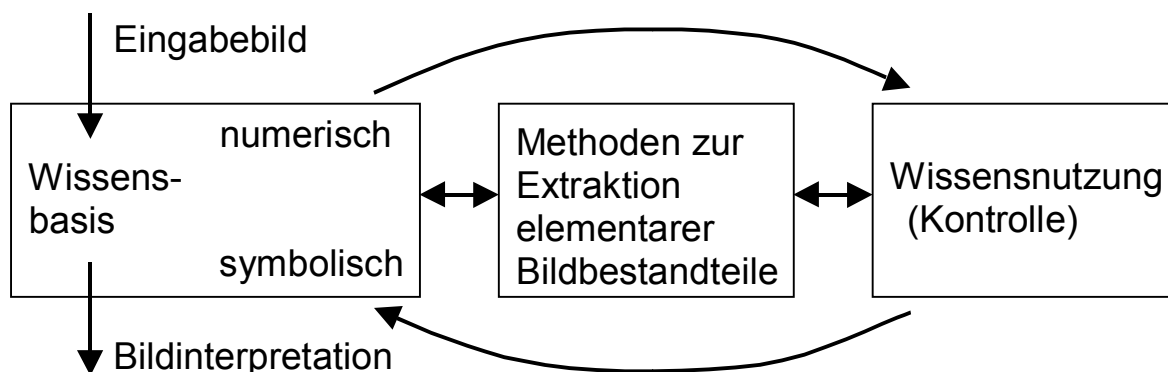 Eingabebild
numerisch
Wissens-
basis
symbolisch
Methoden zur
Extraktion
elementarer
Bildbestandteile
Wissensnutzung
(Kontrolle)
Bildinterpretation